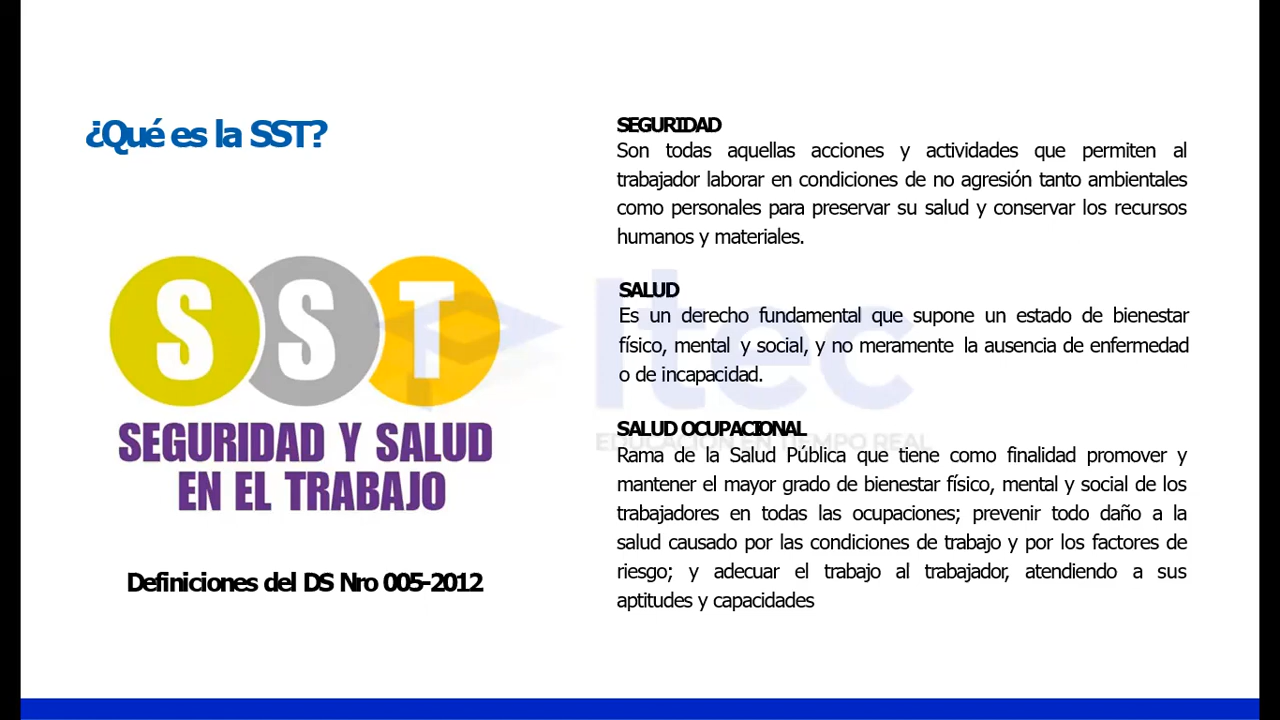 ¿Qué es la SST?
SST
SEGURIDAD Y SALUD
EN EL TRABAJO
Definiciones del DS Nro 005-2012
SEGURIDAD
Son todas aquellas acciones y actividades que permiten al
trabajador laborar en condiciones de no agresión tanto ambientales
como personales para preservar su salud y conservar los recursos
humanos y materiales.
SALUD
Es un derecho fundamental que supone un estado de bienestar
físico, mental y social, y no meramente la ausencia de enfermedad
o de incapacidad.
SALUD OCUPACIONAL
Rama de la Salud Pública que tiene como finalidad promover y
mantener el mayor grado de bienestar físico, mental y social de los
trabajadores en todas las ocupaciones; prevenir todo daño a la
salud causado por las condiciones de trabajo y por los factores de
riesgo; y adecuar el trabajo al trabajador, atendiendo a sus
aptitudes y capacidades
Itec
EDUCACIÓN EN TIEMPO REAL